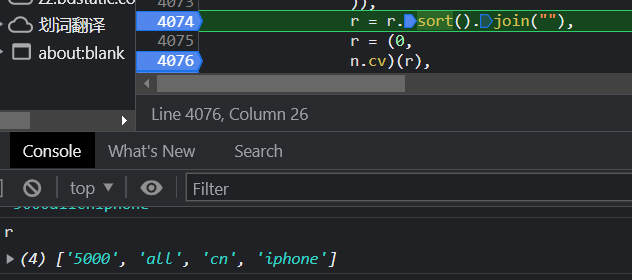 zz.bdstatic.co
划词翻译
about:blank
4073 )),
4074 r = r.sort().join(""),
4075 r = (0,
4076 n.cv)(r),
Line 4076, Column 26
Console What's New Search
top Filter
r
(4) ['5000', 'all', 'cn', 'iphone']